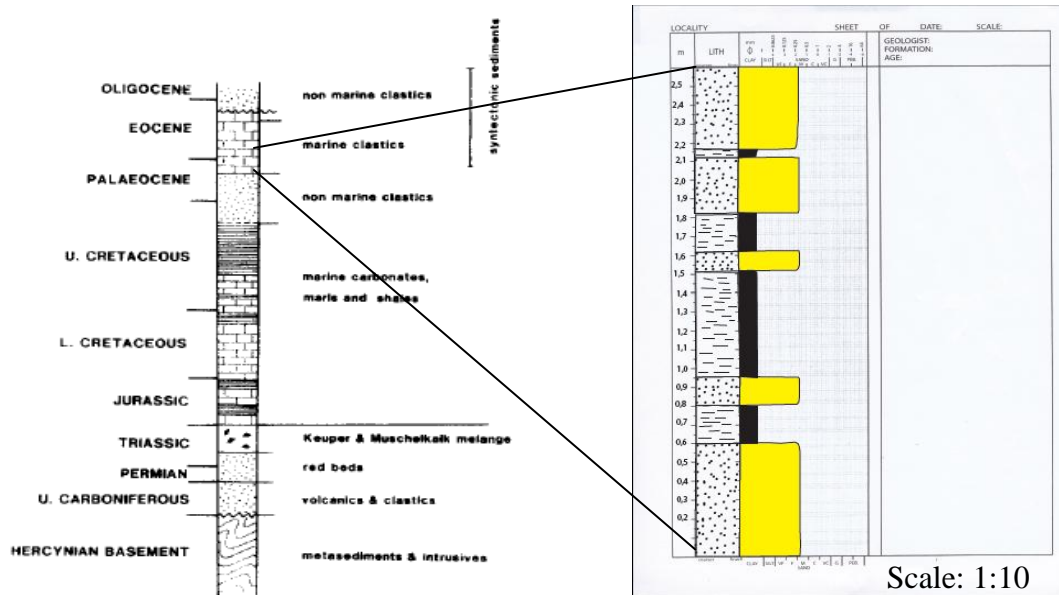 OLIGOCENE
non marine clastics
EOCENE
marine clastics
syntectonic sediments
PALAEOCENE
non marine clastics
U. CRETACEOUS
marine carbonates,
marls and shales
L. CRETACEOUS
JURASSIC
TRIASSIC
Keuper & Muschelkalk melange
PERMIAN
red beds
U. CARBONIFEROUS
volcanics & clastics
HERCYNIAN BASEMENT
metasediments & intrusives
LOCALITY SHEET OF DATE: SCALE:
GEOLOGIST:
FORMATION:
AGE:
m LITH mm
Φ
CLAY SILT VF F M C VC G PEB
SAND
2,5
2,4
2,3
2,2
2,1
2,0
1,9
1,8
1,7
1,6
1,5
1,4
1,3
1,2
1,1
1,0
0,9
0,8
0,7
0,6
0,5
0,4
0,3
0,2
CLAY SILT VF F M C VC G PEB
SAND
Scale: 1:10